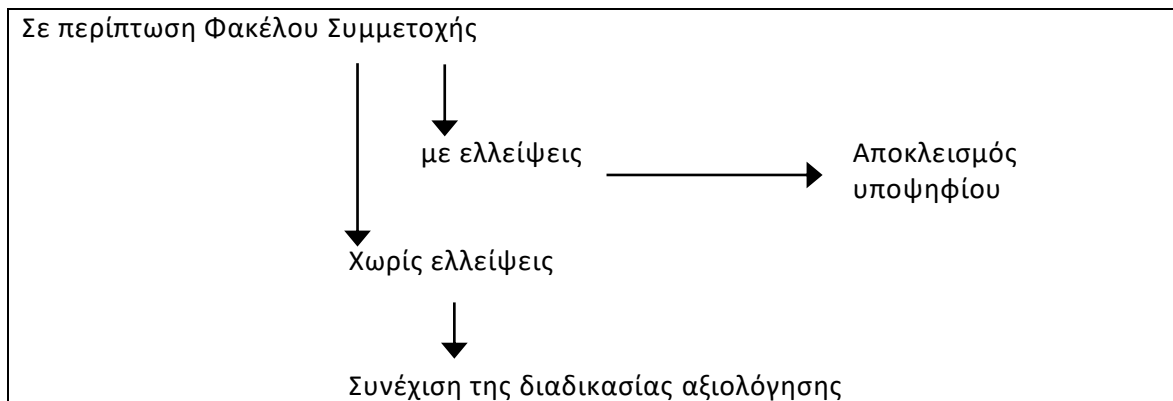 Σε περίπτωση Φακέλου Συμμετοχής
με ελλείψεις
Αποκλεισμός
υποψηφίου
Χωρίς ελλείψεις
Συνέχιση της διαδικασίας αξιολόγησης